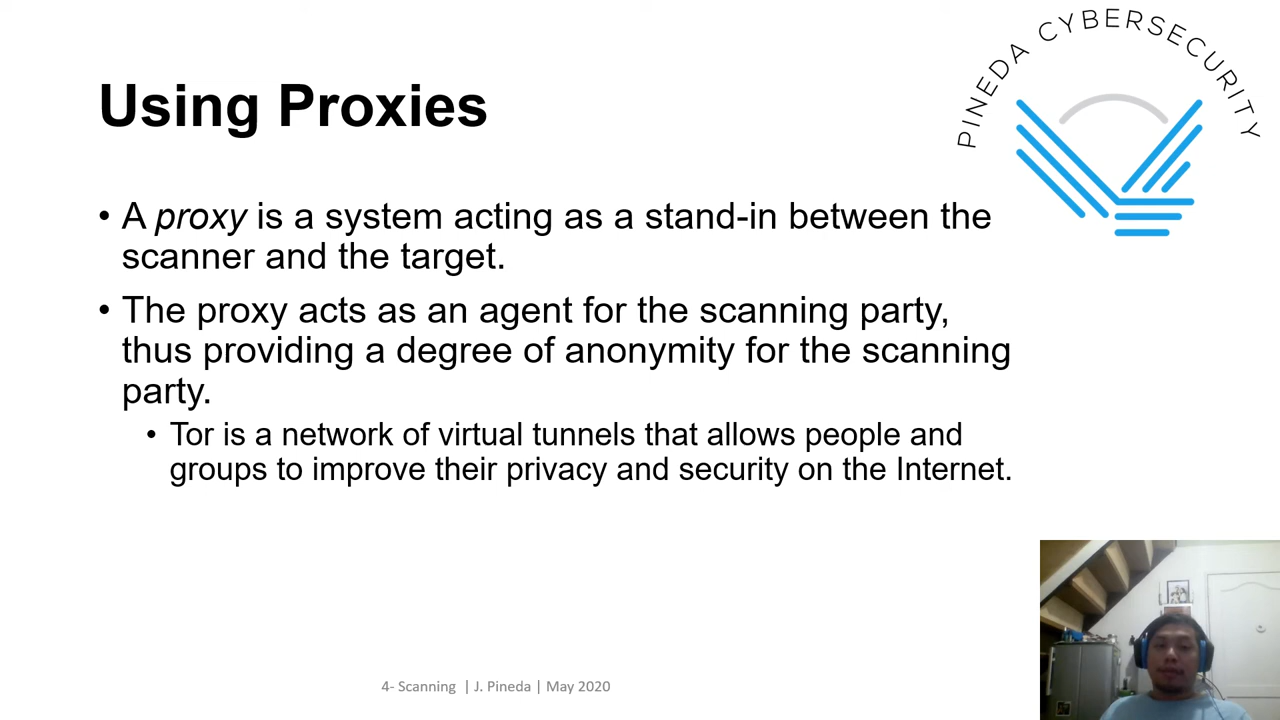 PINEDA CYBERSECURITY
Using Proxies
• A proxy is a system acting as a stand-in between the
scanner and the target.
• The proxy acts as an agent for the scanning party,
thus providing a degree of anonymity for the scanning
party.
• Tor is a network of virtual tunnels that allows people and
groups to improve their privacy and security on the Internet.
4- Scanning | J. Pineda | May 2020